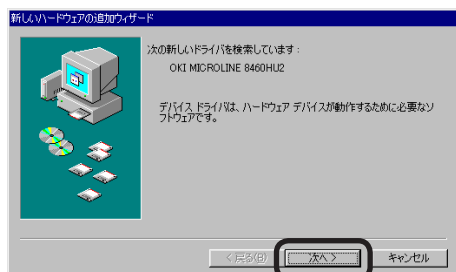 新しいハードウェアの追加ウィザード
次の新しいドライバを検索しています：
OKI MICROLINE 8460HU2
デバイス ドライバは、ハードウェア デバイスが動作するために必要なソ
フトウェアです。
< 戻る(B)
次へ >
キャンセル